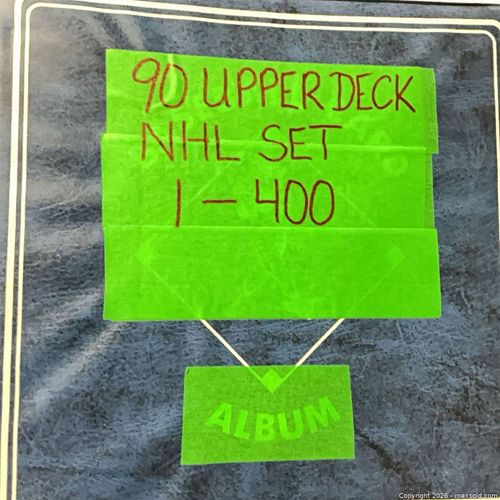 90 UPPER DECK
NHL SET
1 - 400
ALBUM
Copyright 2026 - maxsold.com